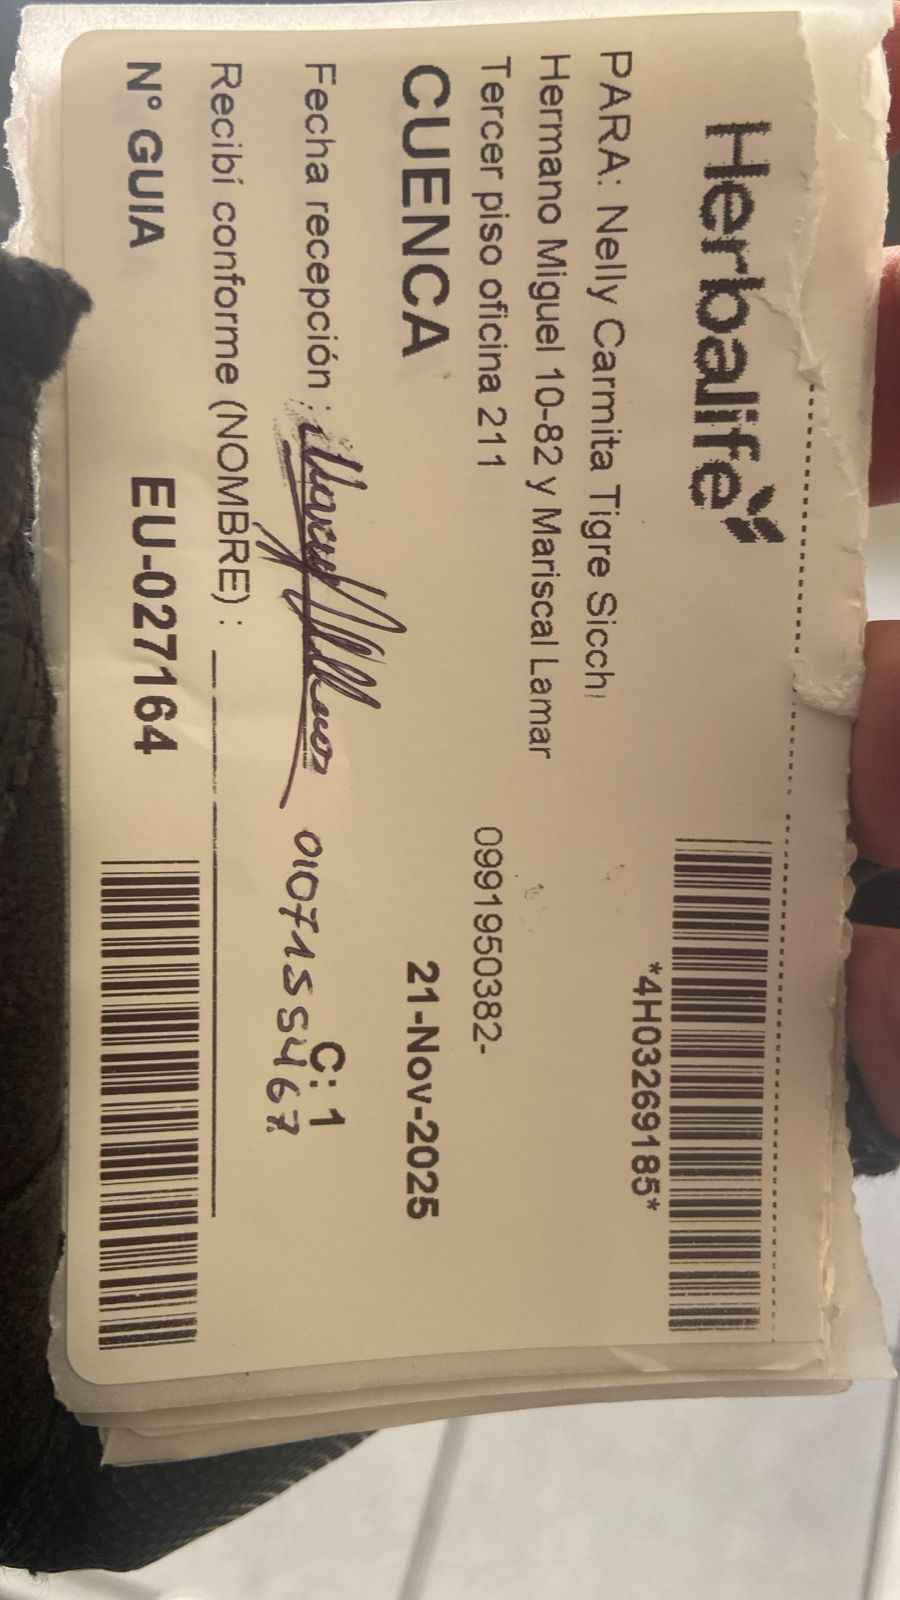 Herbalife
*4H03269185*
PARA: Nelly Carmita Tigre Sicchi
Hermano Miguel 10-82 y Mariscal Lamar
Tercer piso oficina 211 0991950382-
CUENCA 21-Nov-2025
C: 1
Fecha recepción : 0107155467
Recibí conforme (NOMBRE) :
N° GUIA EU-027164